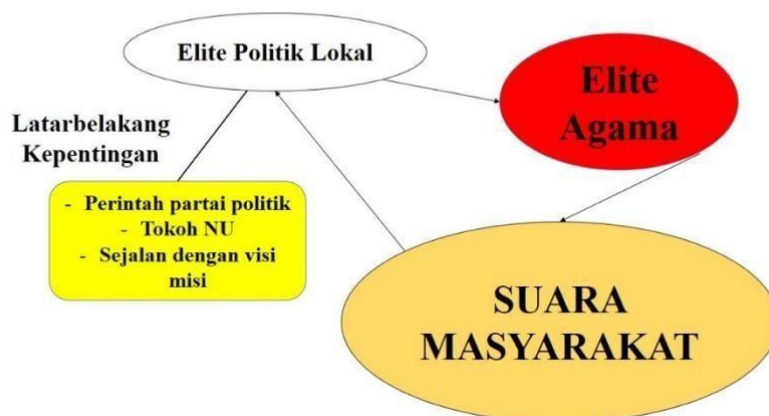 Elite Politik Lokal
Elite
Agama
Latarbelakang
Kepentingan
- Perintah partai politik
- Tokoh NU
- Sejalan dengan visi
misi
SUARA
MASYARAKAT